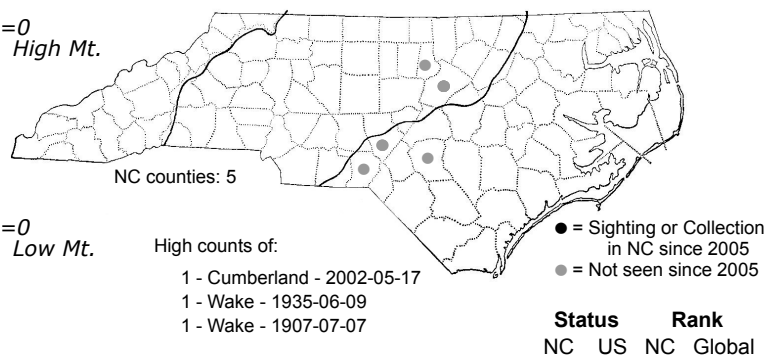 =0
High Mt.
NC counties: 5
=0
Low Mt.
High counts of:
1 - Cumberland - 2002-05-17
1 - Wake - 1935-06-09
1 - Wake - 1907-07-07
● = Sighting or Collection
in NC since 2005
● = Not seen since 2005
Status Rank
NC US NC Global